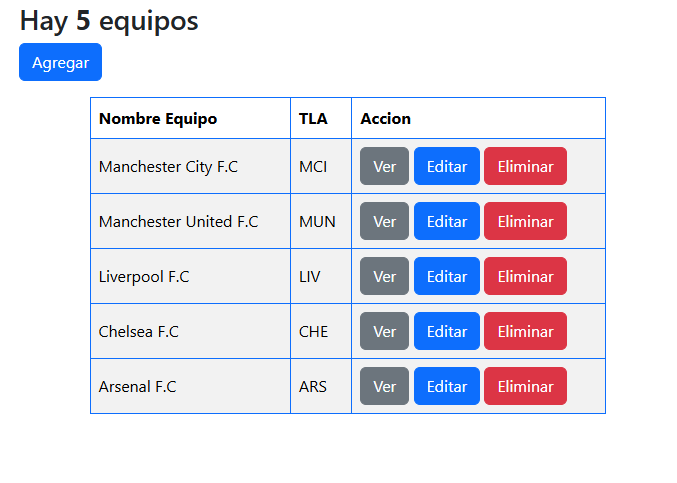 Hay 5 equipos
Agregar
Nombre Equipo TLA Accion
Manchester City F.C MCI Ver Editar Eliminar
Manchester United F.C MUN Ver Editar Eliminar
Liverpool F.C LIV Ver Editar Eliminar
Chelsea F.C CHE Ver Editar Eliminar
Arsenal F.C ARS Ver Editar Eliminar